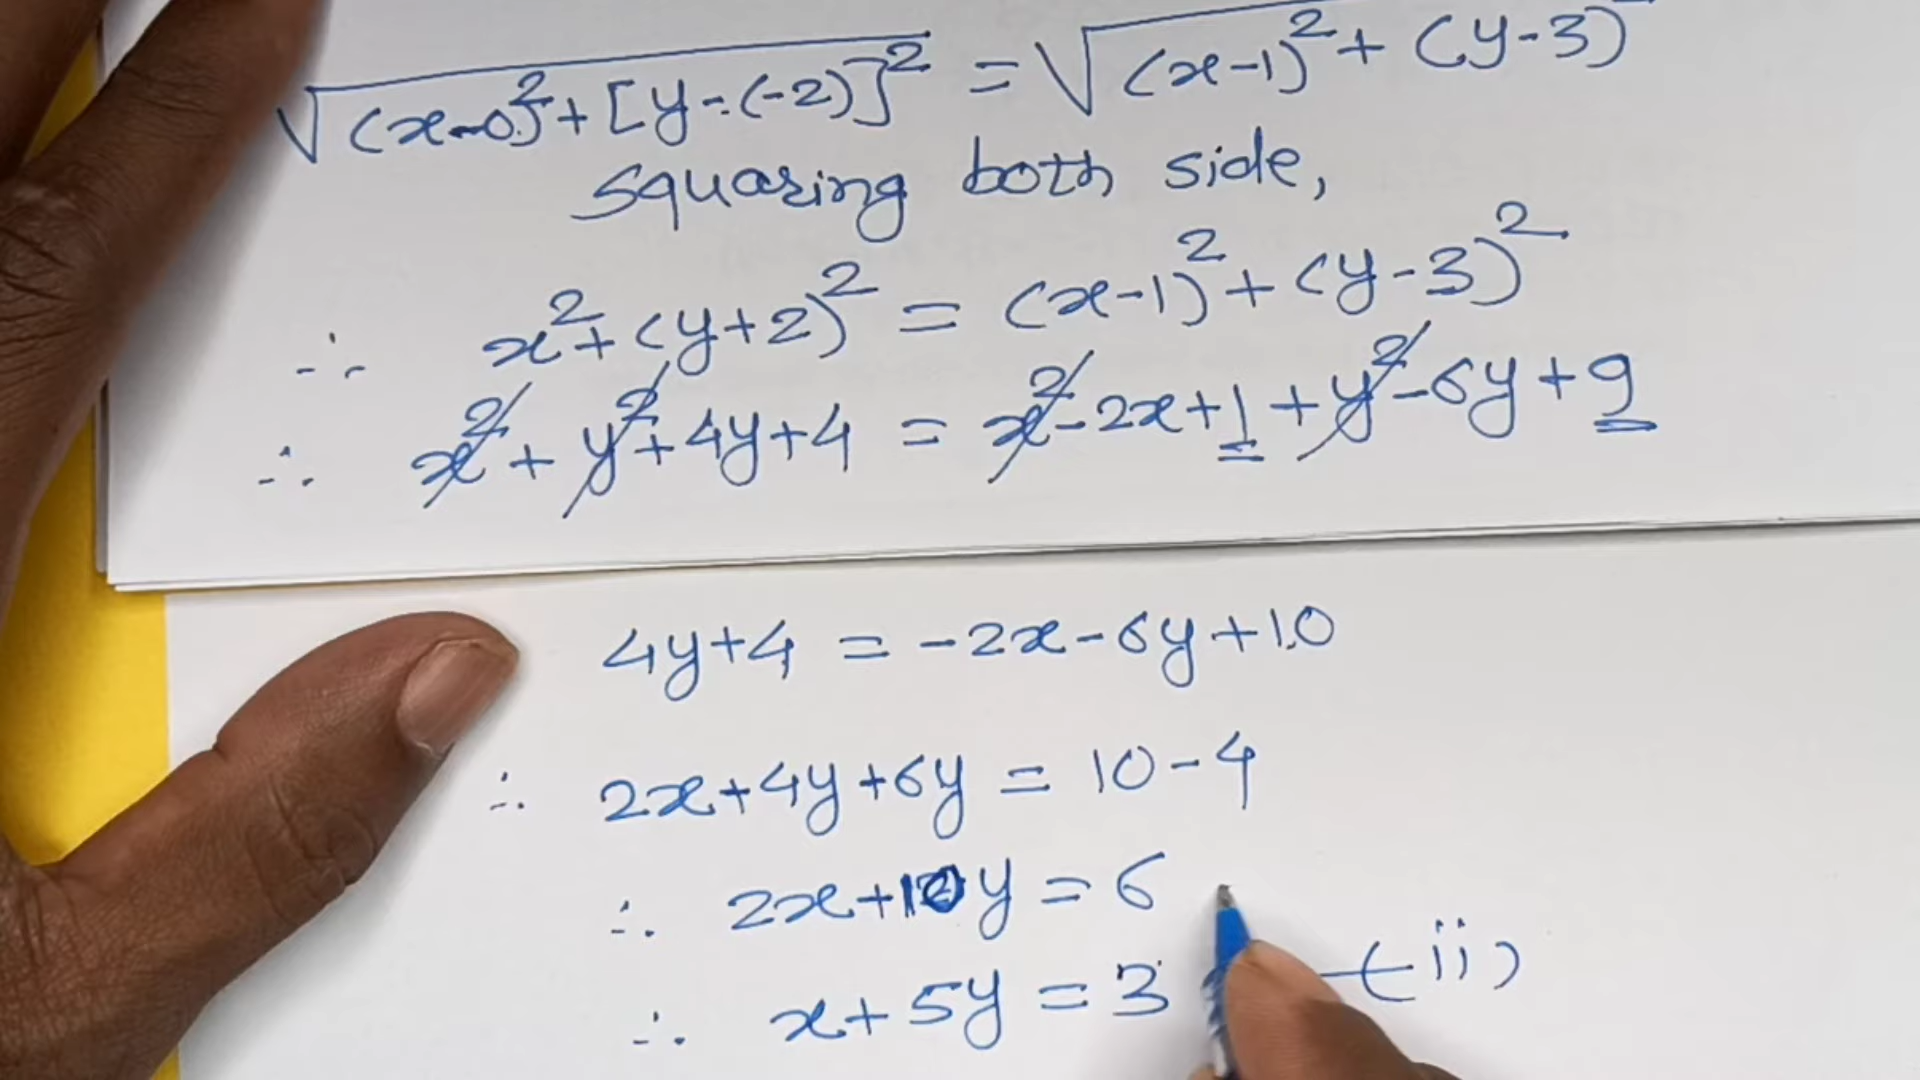 √(x-0)²+[y-(-2)]² = √(x-1)²+(y-3)
squaring both side,
∴ x²+(y+2)² = (x-1)²+(y-3)²
∴ x²+y²+4y+4 = x²-2x+1+y²-6y+9
4y+4 = -2x-6y+10
∴ 2x+4y+6y = 10-4
∴ 2x+10y = 6
∴ x+5y = 3 —(ii)